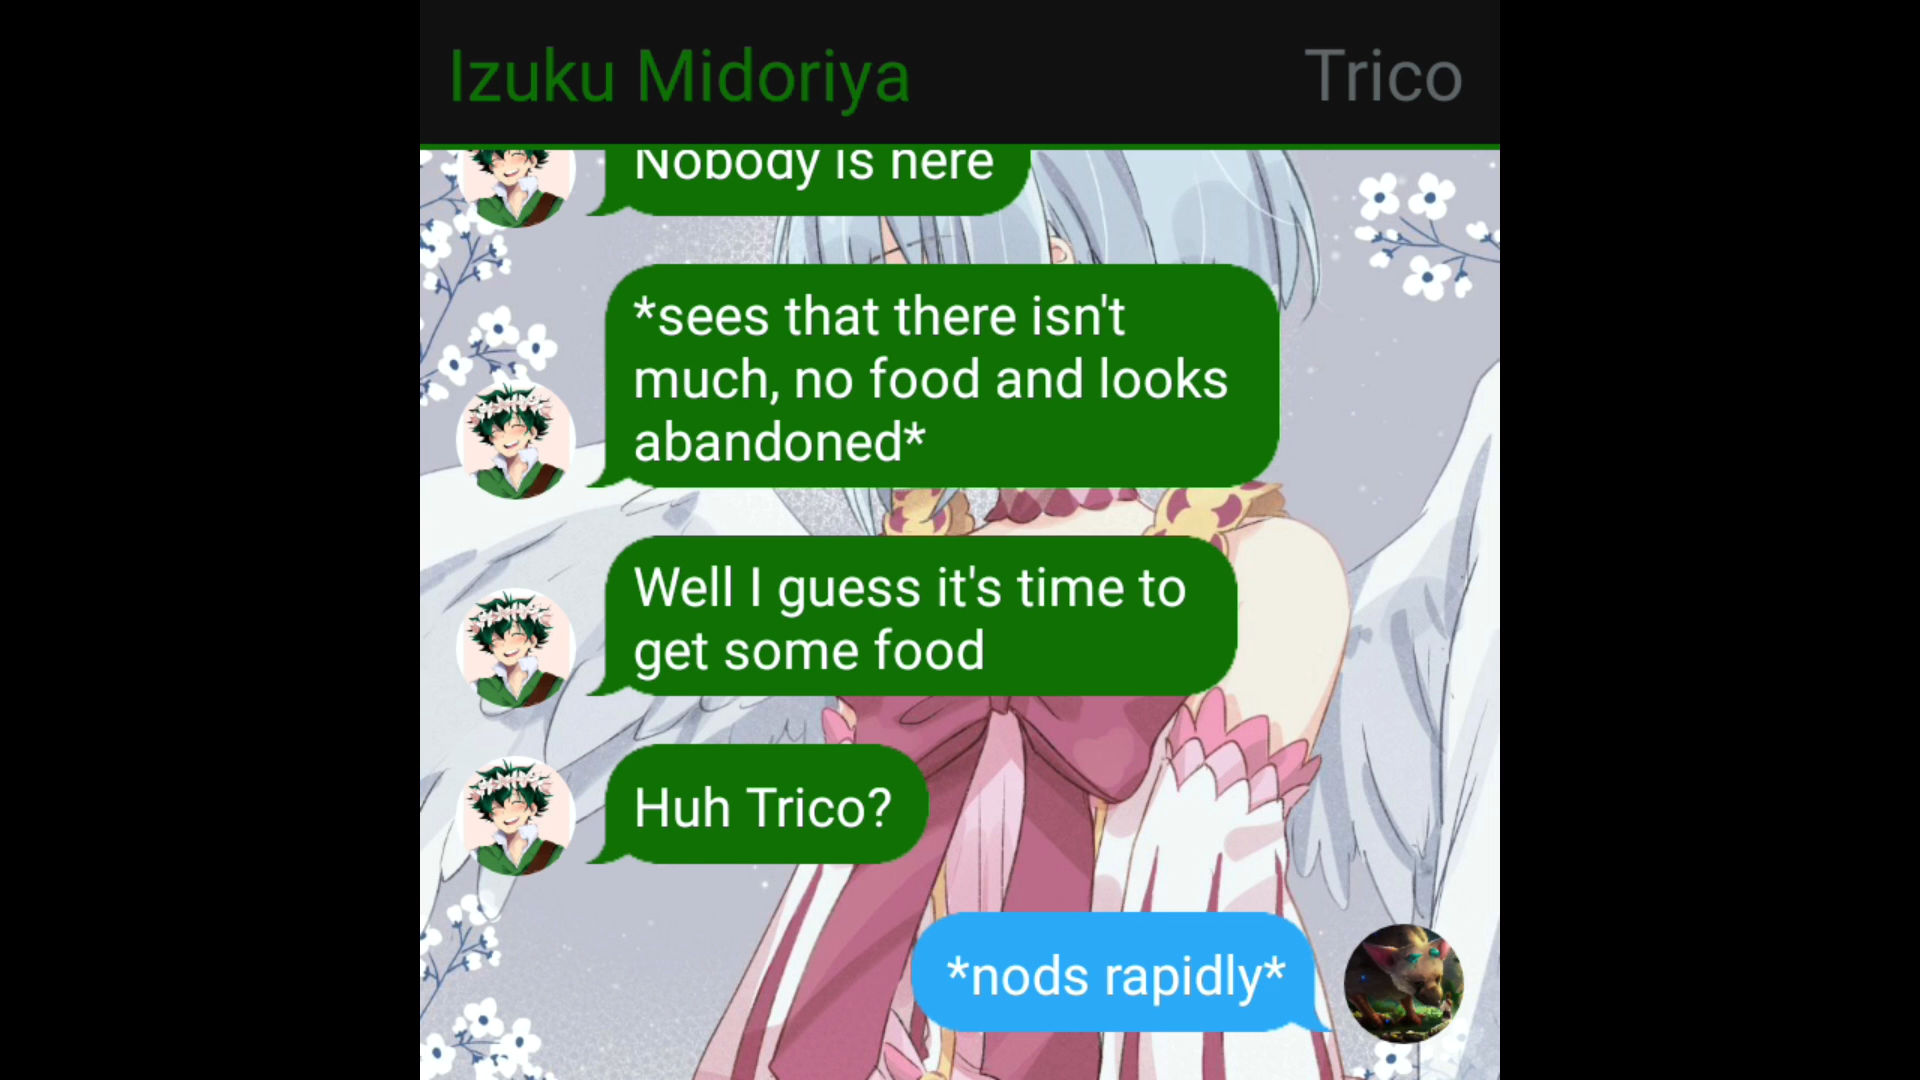 Izuku Midoriya
Trico
Nobody is here
*sees that there isn't
much, no food and looks
abandoned*
Well I guess it's time to
get some food
Huh Trico?
*nods rapidly*